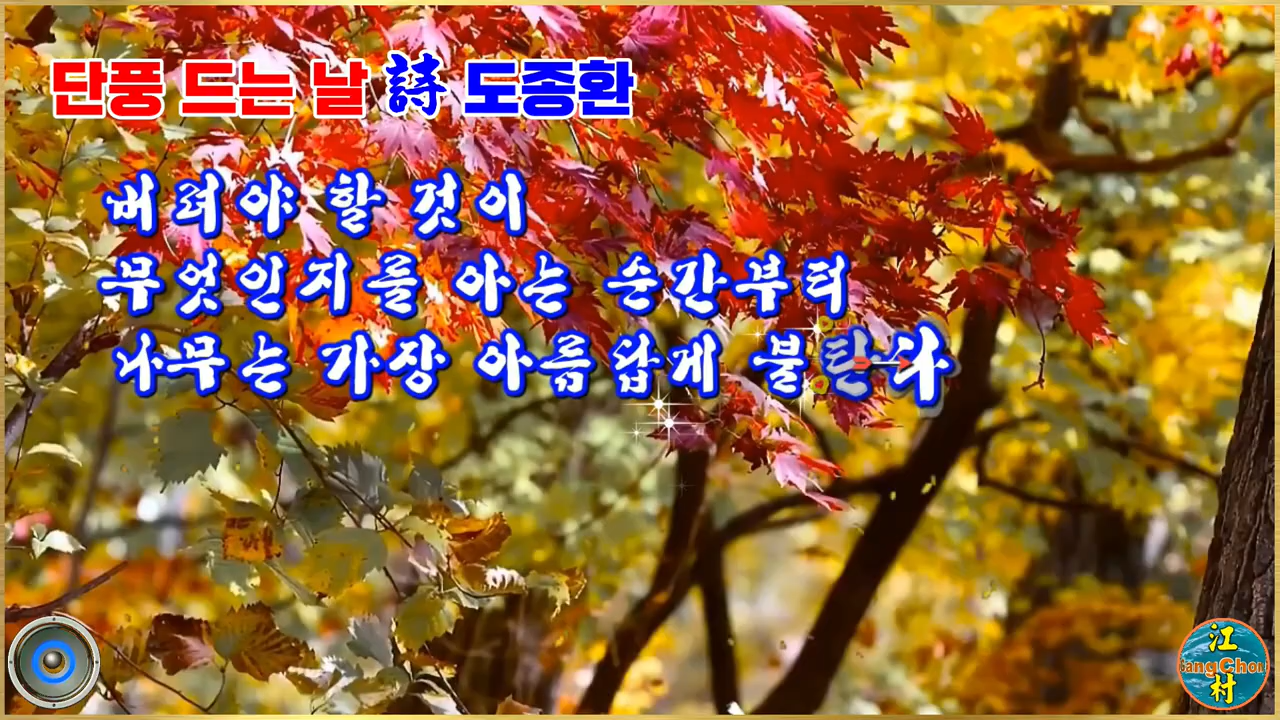 단풍 드는 날 詩 도종환
버려야 할 것이
무엇인지를 아는 순간부터
나무는 가장 아름답게 불탄다
江
GangChon
村